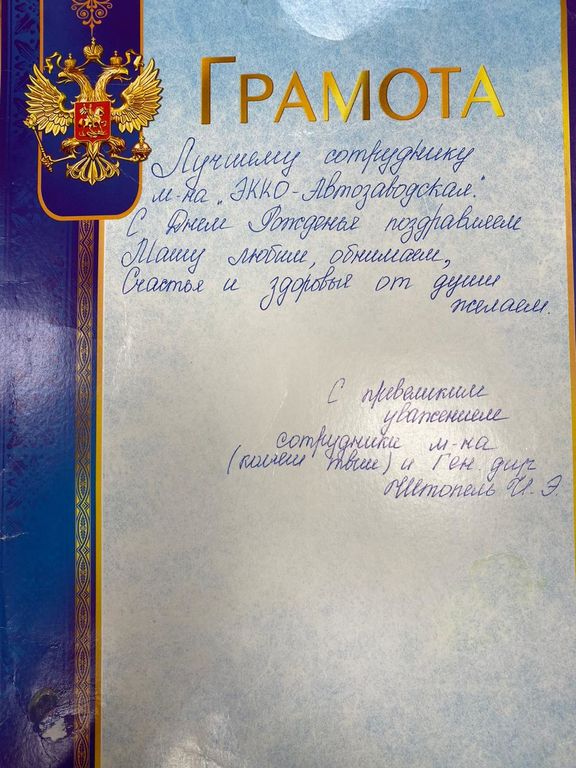 ГРАМОТА
Лучшему сотруднику
м-на „ЭККО-Автозаводская".
С Днем Рожденья поздравляем
Машу любим, обнимаем,
Счастья и здоровья от души
желаем.
С превеликим
уважением
сотрудники м-на
(коллеги твои) и Ген. дир
Штопель И. Э.